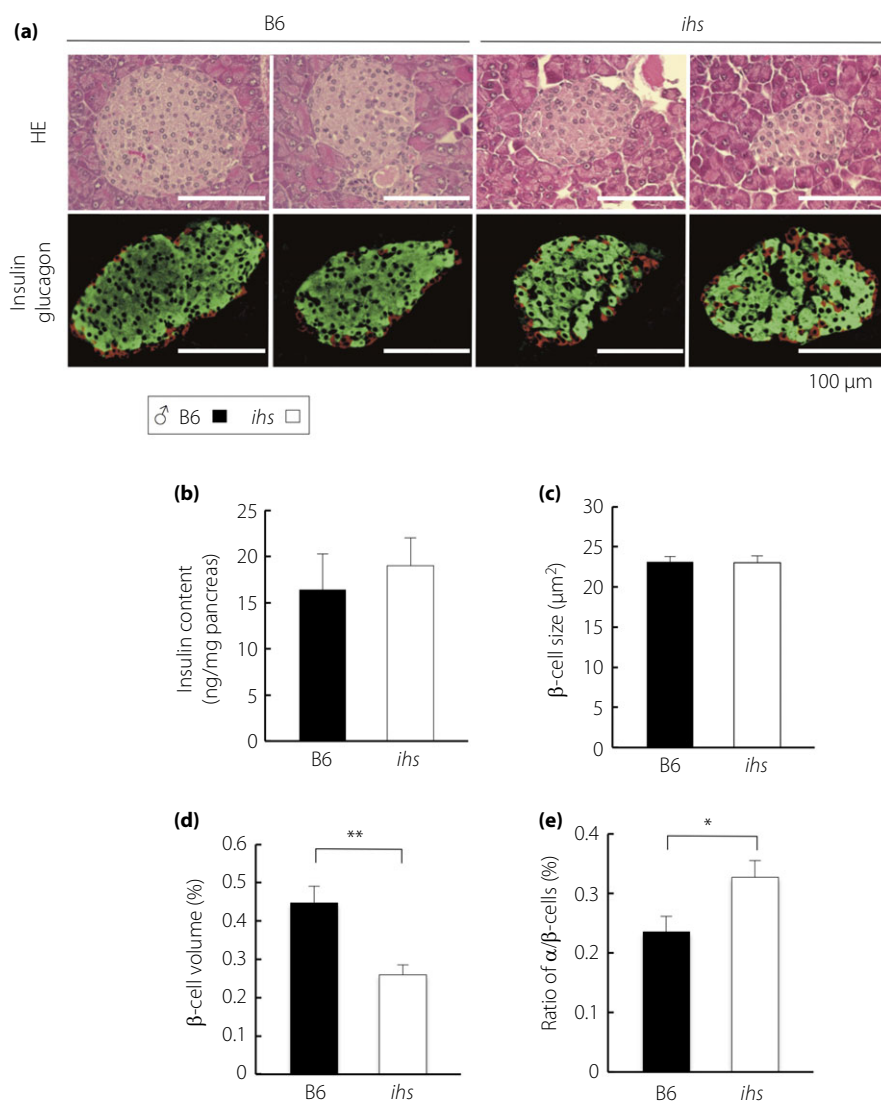 (a)
B6
ihs
HE
Insulin
glucagon
100 μm
♂ B6 ■ ihs □
(b)
25
20
15
10
5
0
Insulin content
(ng/mg pancreas)
B6
ihs
(c)
30
25
20
15
10
5
0
β-cell size (μm²)
B6
ihs
(d)
0.6
0.5
0.4
0.3
0.2
0.1
0
β-cell volume (%)
**
B6
ihs
(e)
0.4
0.3
0.2
0.1
0
Ratio of α/β-cells (%)
*
B6
ihs